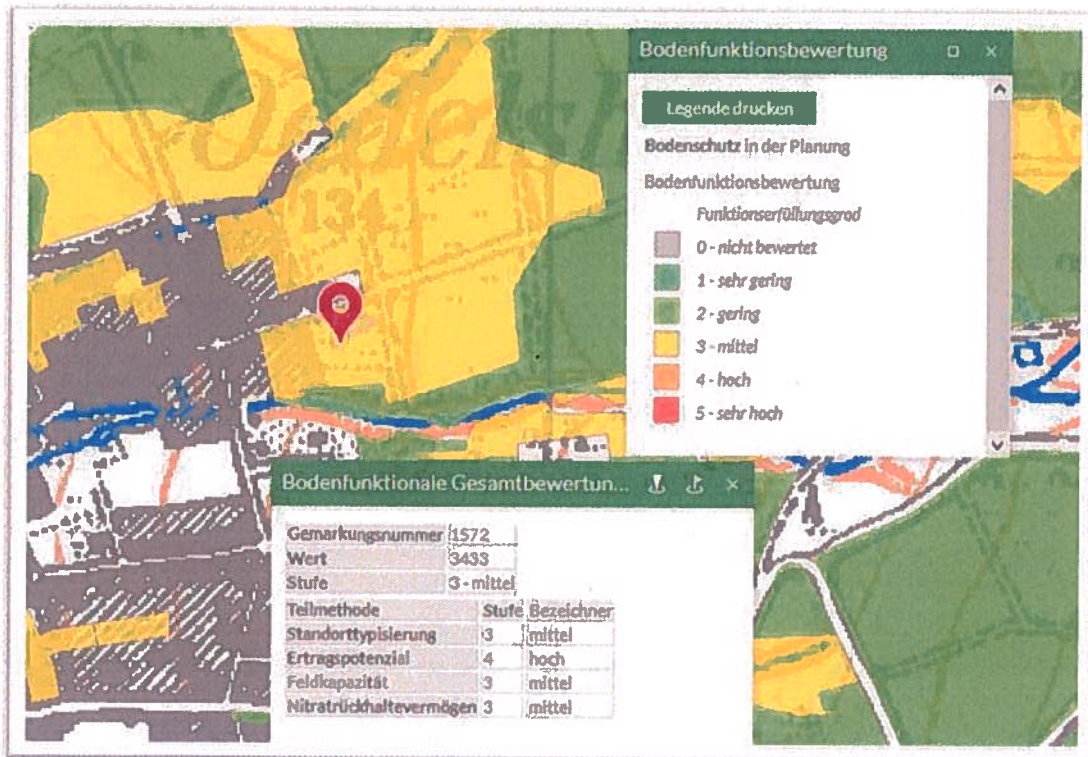 Bodenfunktionsbewertung
Legende drucken
Bodenschutz in der Planung
Bodenfunktionsbewertung
Funktionserfüllungsgrad
0 - nicht bewertet
1 - sehr gering
2 - gering
3 - mittel
4 - hoch
5 - sehr hoch
134
Bodenfunktionale Gesamtbewertun...
Gemarkungsnummer 1572
Wert 3433
Stufe 3 - mittel
Teilmethode Stufe Bezeichner
Standorttypisierung 3 mittel
Ertragspotenzial 4 hoch
Feldkapazität 3 mittel
Nitratrückhaltevermögen 3 mittel